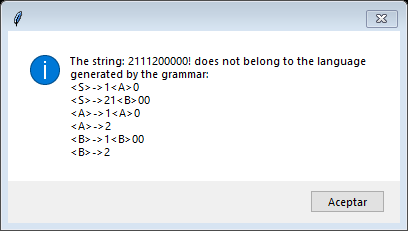 The string: 2111200000! does not belong to the language
generated by the grammar:
<S>->1<A>0
<S>->21<B>00
<A>->1<A>0
<A>->2
<B>->1<B>00
<B>->2
Aceptar